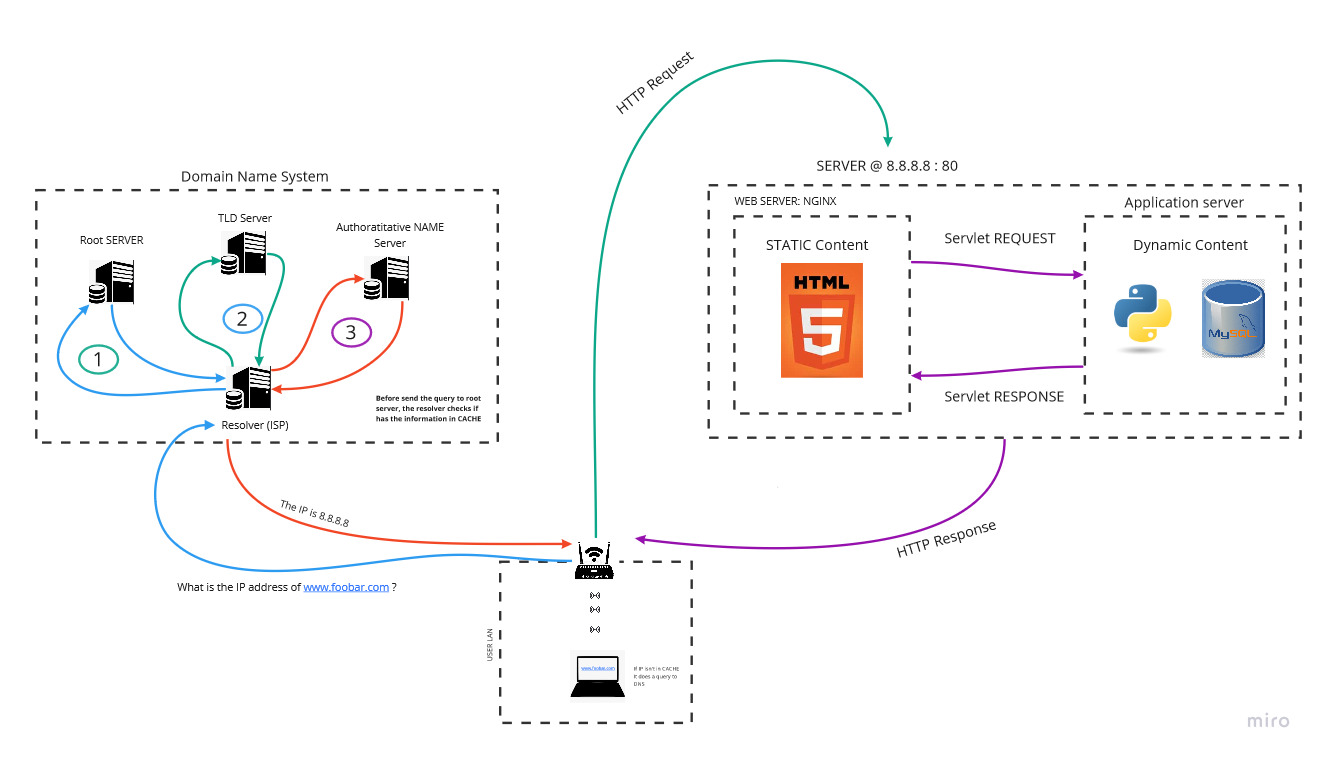 HTTP Request
SERVER @ 8.8.8.8 : 80
Domain Name System
WEB SERVER: NGINX
Application server
Root SERVER
TLD Server
Authoratitative NAME
Server
STATIC Content
HTML
Servlet REQUEST
Dynamic Content
MySQL
1
2
3
Before send the query to root
server, the resolver checks if
has the information in CACHE
Resolver (ISP)
Servlet RESPONSE
The IP is 8.8.8.8
HTTP Response
What is the IP address of www.foobar.com ?
USER LAN
www.foobar.com
If IP isn't in CACHE
It does a query to
DNS
miro